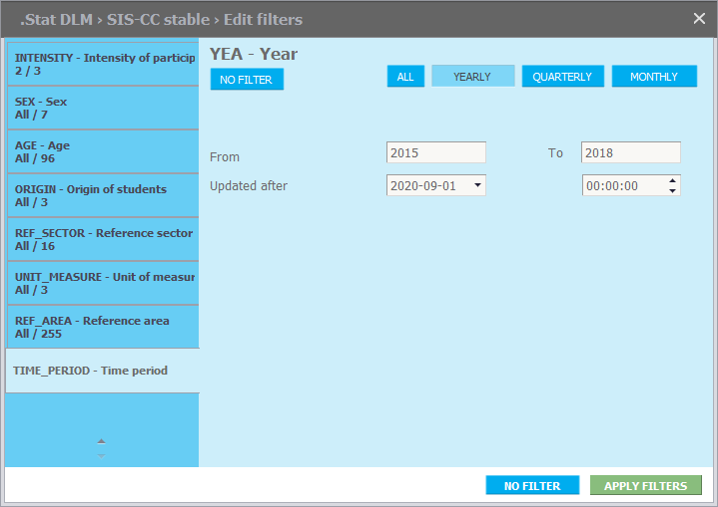 .Stat DLM › SIS-CC stable › Edit filters
INTENSITY - Intensity of particip
2 / 3
SEX - Sex
All / 7
AGE - Age
All / 96
ORIGIN - Origin of students
All / 3
REF_SECTOR - Reference sector
All / 16
UNIT_MEASURE - Unit of measur
All / 3
REF_AREA - Reference area
All / 255
TIME_PERIOD - Time period
YEA - Year
NO FILTER ALL YEARLY QUARTERLY MONTHLY
From 2015 To 2018
Updated after 2020-09-01 00:00:00
NO FILTER APPLY FILTERS